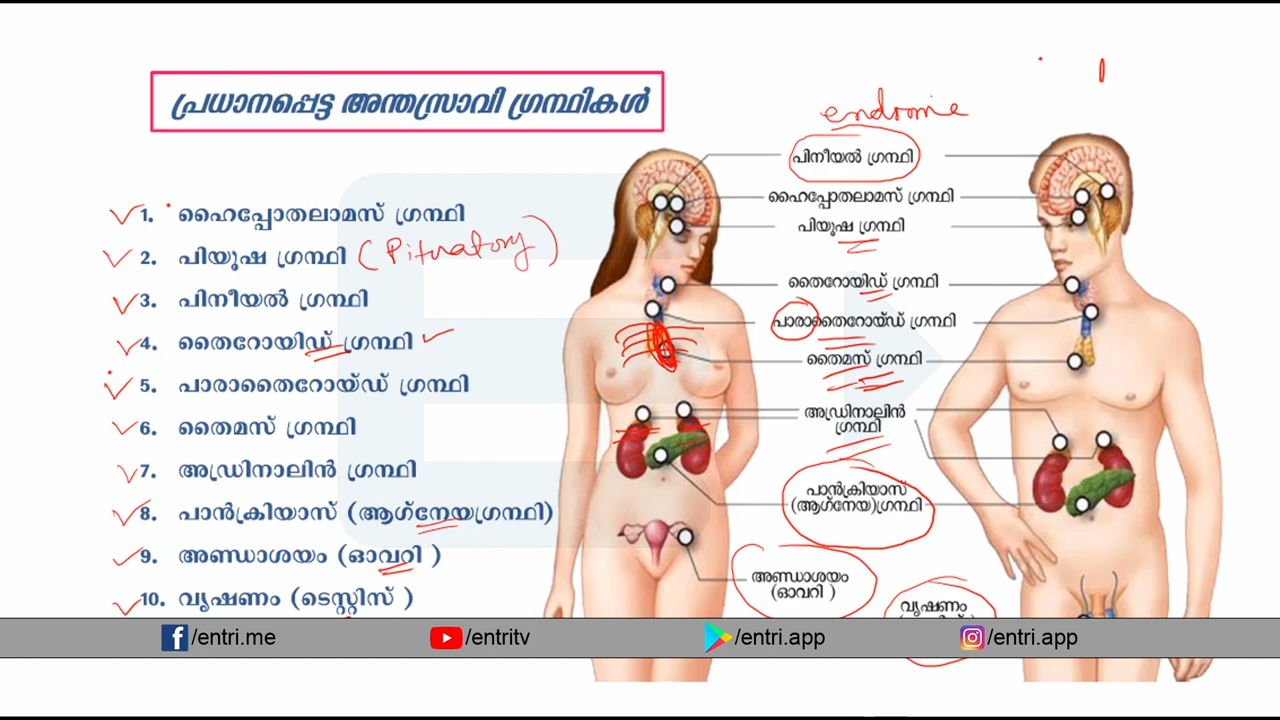 പ്രധാനപ്പെട്ട അന്തസ്രാവി ഗ്രന്ഥികൾ
1. ഹൈപ്പോതലാമസ് ഗ്രന്ഥി
2. പിയൂഷ ഗ്രന്ഥി (Pituatory)
3. പിനീയൽ ഗ്രന്ഥി
4. തൈറോയിഡ് ഗ്രന്ഥി
5. പാരാതൈറോയ്ഡ് ഗ്രന്ഥി
6. തൈമസ് ഗ്രന്ഥി
7. അഡ്രിനാലിൻ ഗ്രന്ഥി
8. പാൻക്രിയാസ് (ആഗ്നേയഗ്രന്ഥി)
9. അണ്ഡാശയം (ഓവറി )
10. വൃഷണം (ടെസ്റ്റിസ് )
പിനീയൽ ഗ്രന്ഥി
ഹൈപ്പോതലാമസ് ഗ്രന്ഥി
പിയൂഷ ഗ്രന്ഥി
തൈറോയിഡ് ഗ്രന്ഥി
പാരാതൈറോയ്ഡ് ഗ്രന്ഥി
തൈമസ് ഗ്രന്ഥി
അഡ്രിനാലിൻ
ഗ്രന്ഥി
പാൻക്രിയാസ്
(ആഗ്നേയ)ഗ്രന്ഥി
അണ്ഡാശയം
(ഓവറി )
വൃഷണം
/entri.me
/entritv
/entri.app
/entri.app